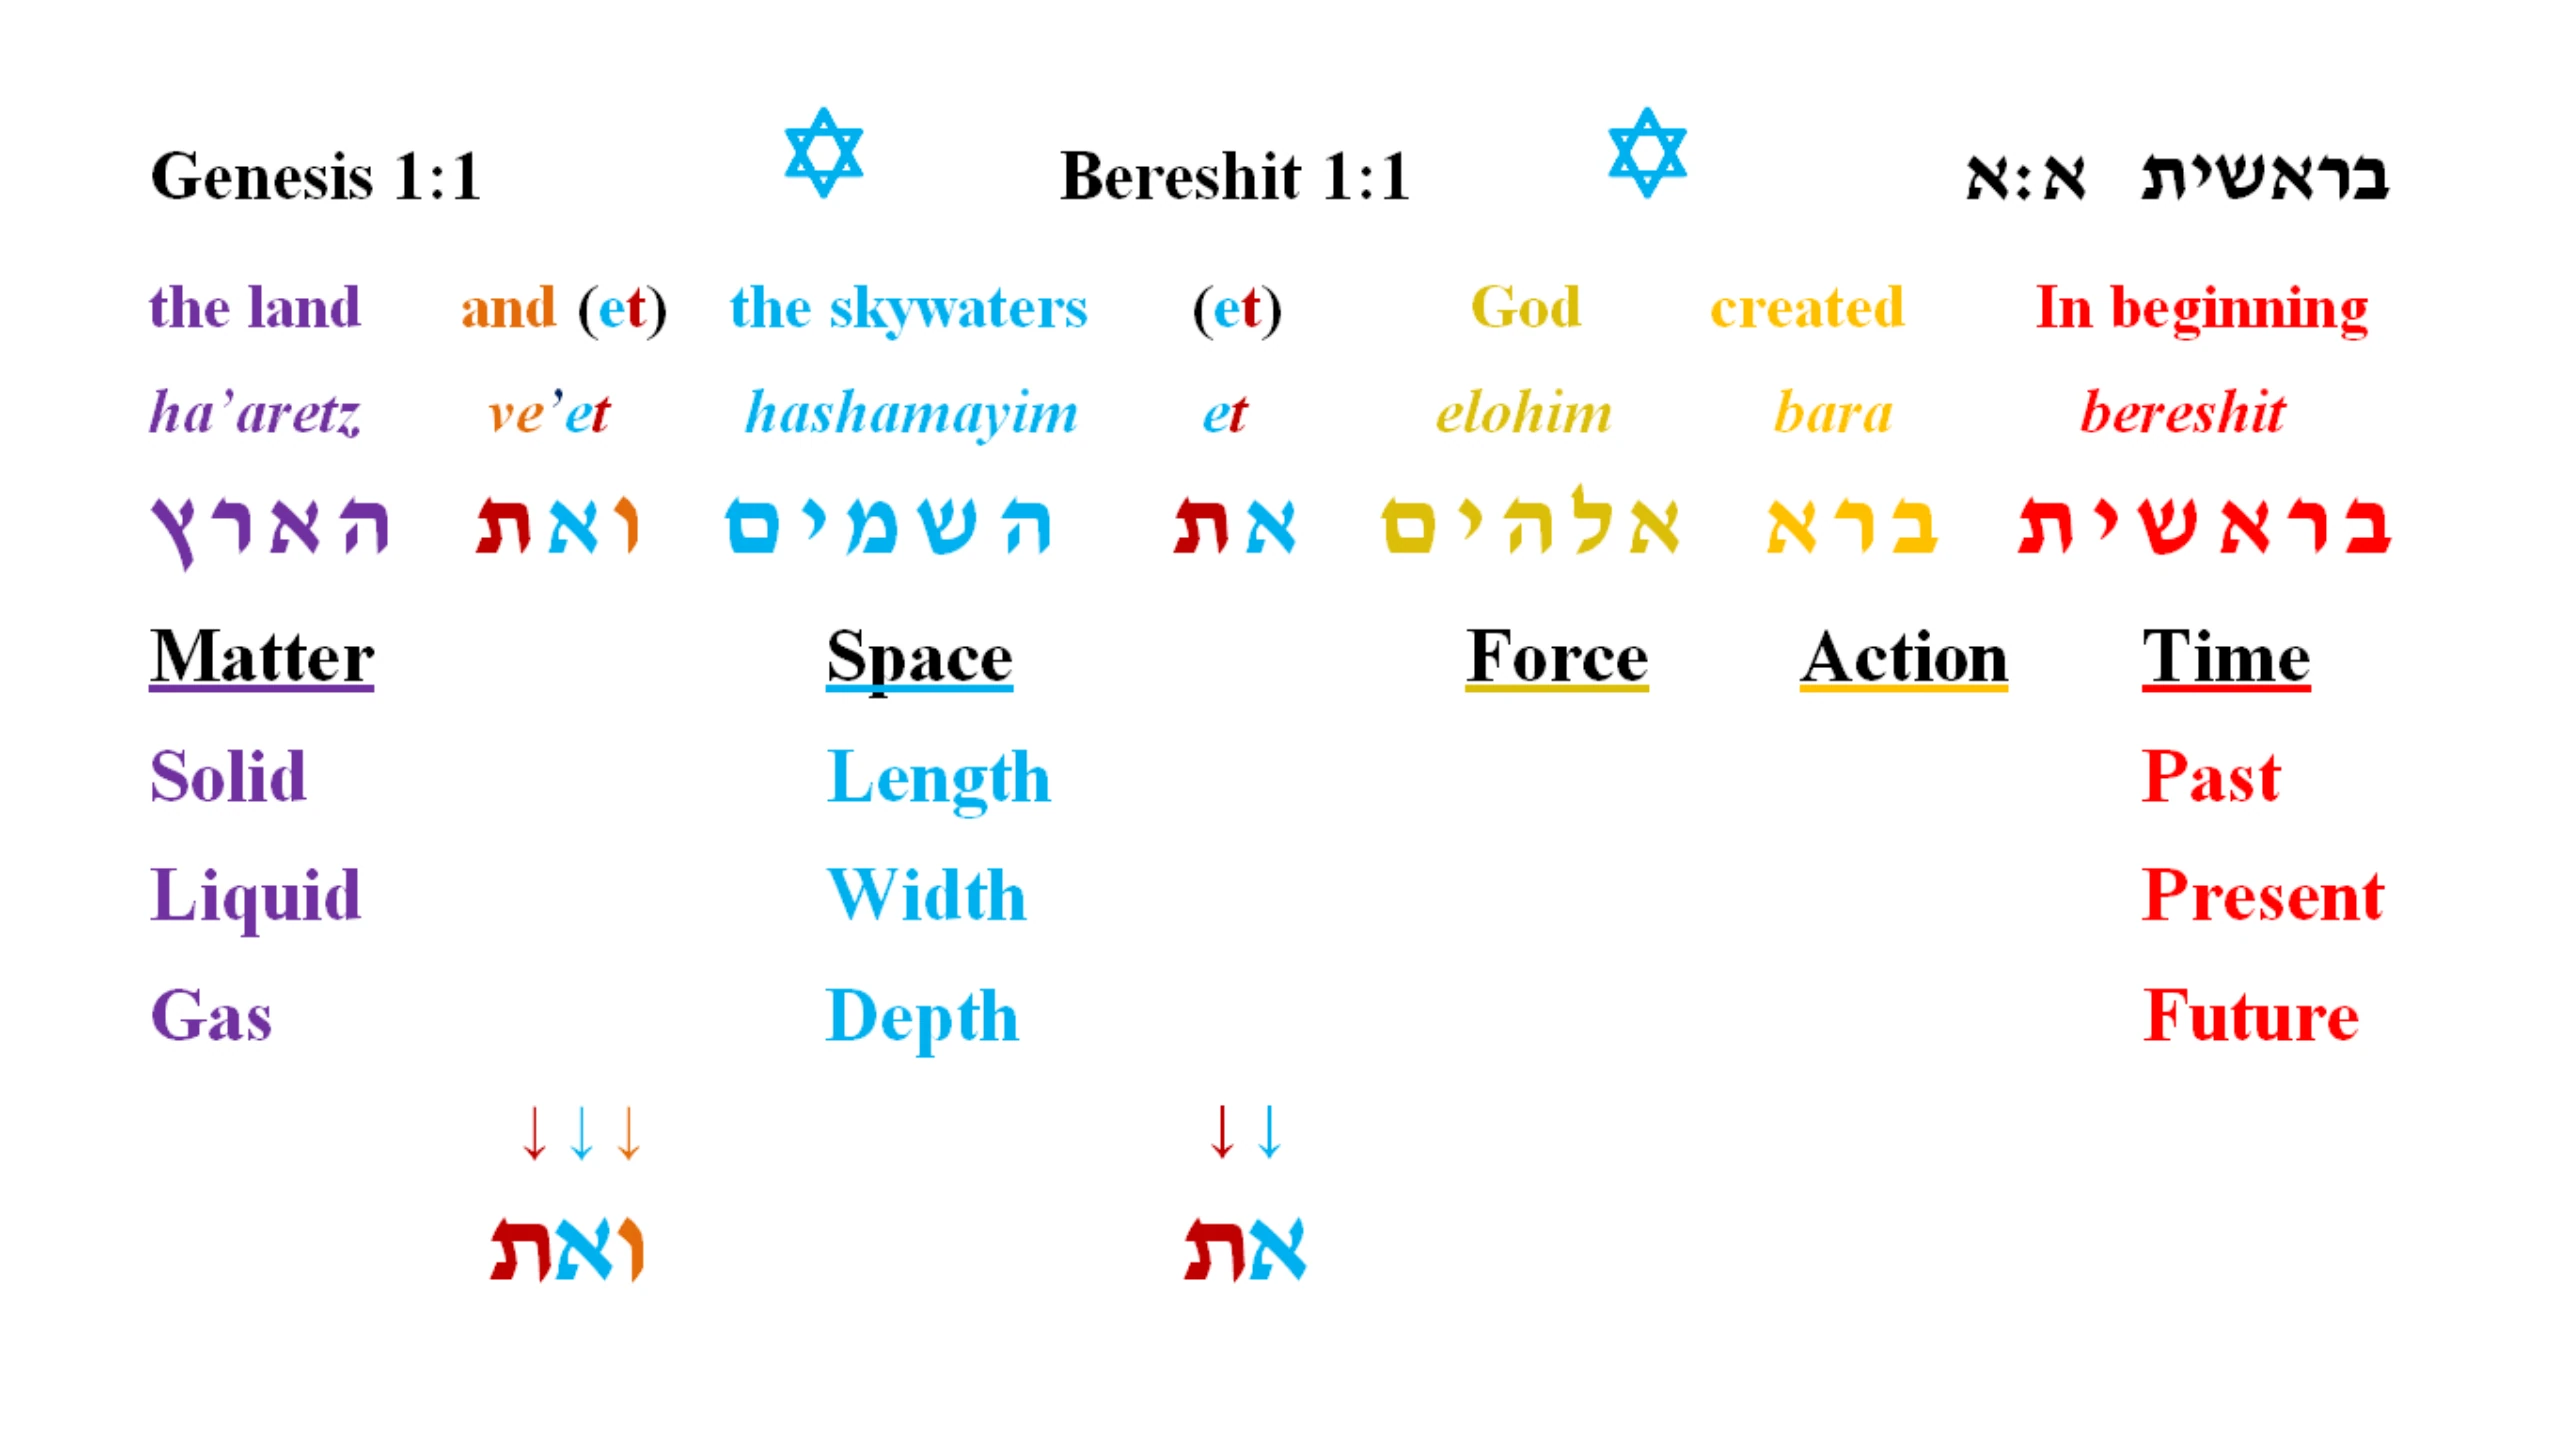 Genesis 1:1 ✡ Bereshit 1:1 ✡ בראשית א:א
the land and (et) the skywaters (et) God created In beginning
ha’aretz ve’et hashamayim et elohim bara bereshit
בראשית ברא אלהים את השמים ואת הארץ
Matter Space Force Action Time
Solid Length Past
Liquid Width Present
Gas Depth Future
↓ ↓ ↓ ↓ ↓
את ואת